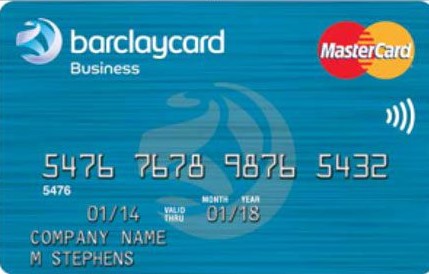 barclaycard
Business
MasterCard
5476 7678 9876 5432
5476
MONTH YEAR
01/14 VALID THRU 01/18
COMPANY NAME
M STEPHENS